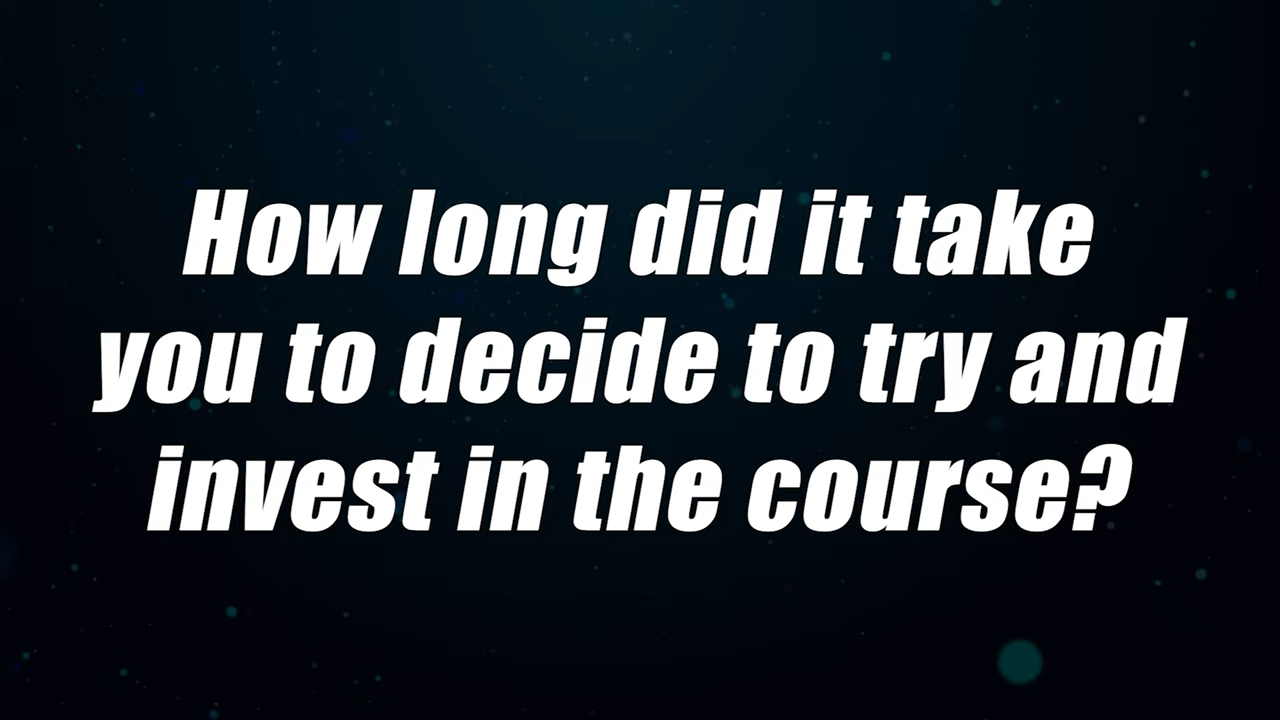 How long did it take
you to decide to try and
invest in the course?